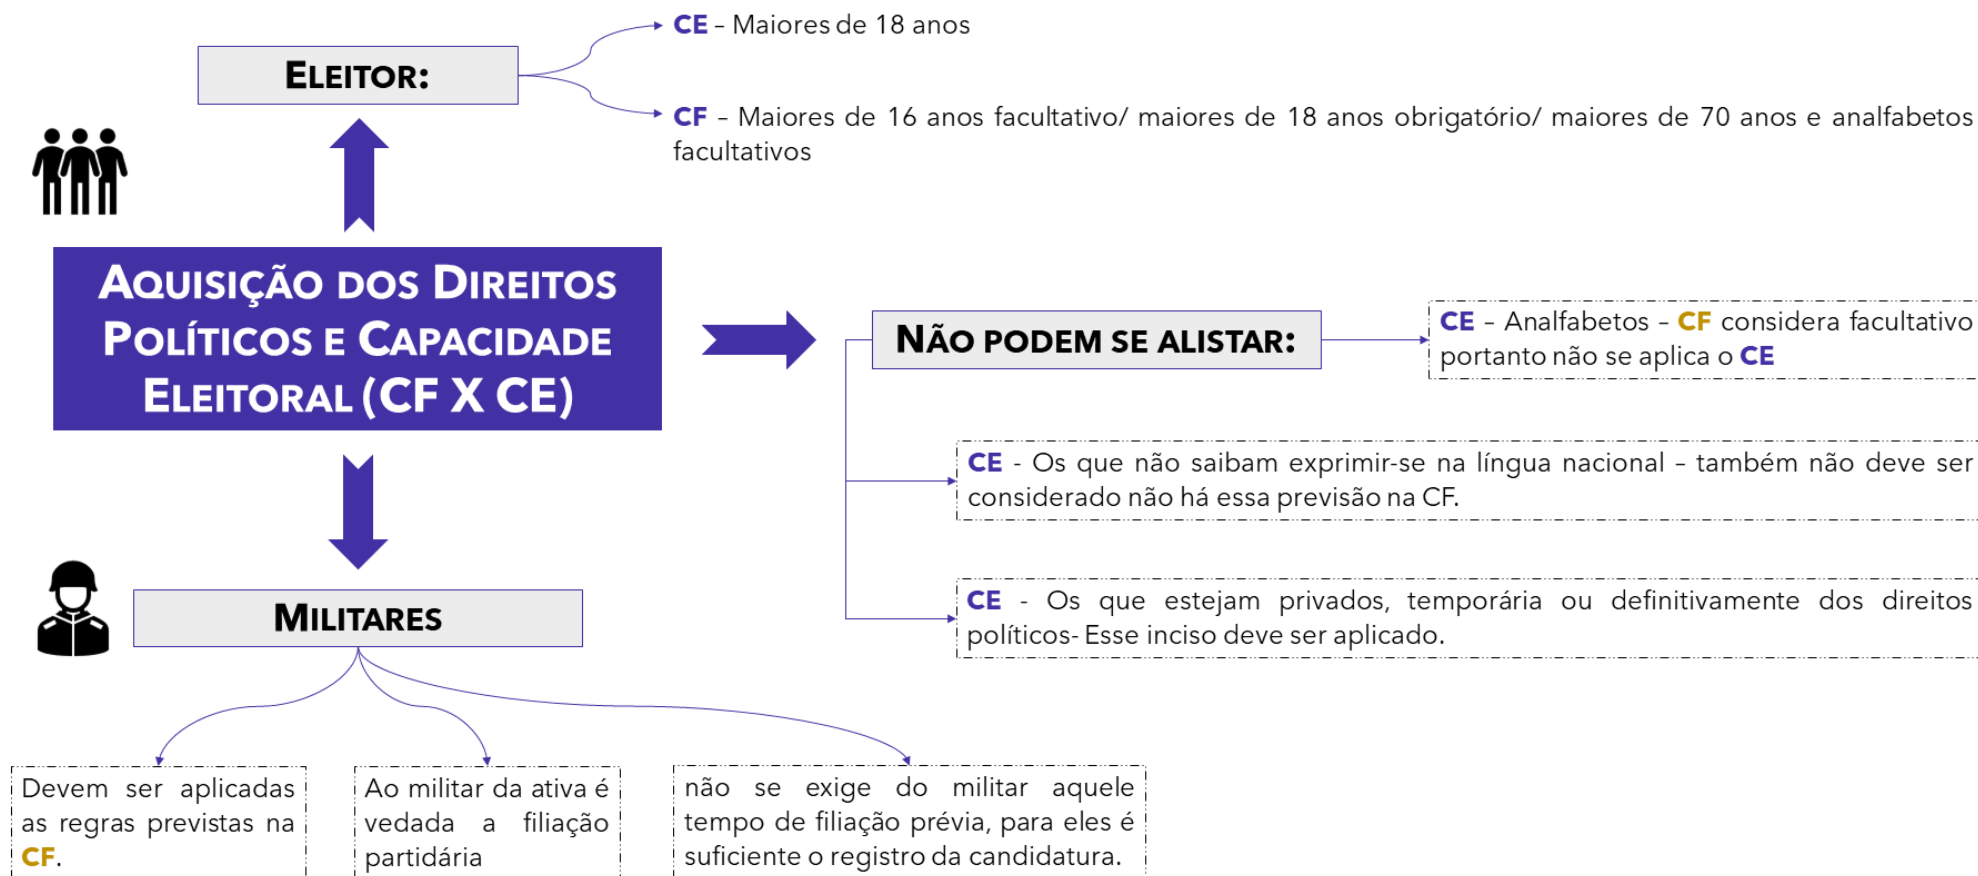 CE – Maiores de 18 anos
ELEITOR:
CF – Maiores de 16 anos facultativo/ maiores de 18 anos obrigatório/ maiores de 70 anos e analfabetos
facultativos
AQUISIÇÃO DOS DIREITOS
POLÍTICOS E CAPACIDADE
ELEITORAL (CF X CE)
NÃO PODEM SE ALISTAR:
CE – Analfabetos – CF considera facultativo
portanto não se aplica o CE
CE - Os que não saibam exprimir-se na língua nacional – também não deve ser
considerado não há essa previsão na CF.
CE - Os que estejam privados, temporária ou definitivamente dos direitos
políticos- Esse inciso deve ser aplicado.
MILITARES
Devem ser aplicadas
as regras previstas na
CF.
Ao militar da ativa é
vedada a filiação
partidária
não se exige do militar aquele
tempo de filiação prévia, para eles é
suficiente o registro da candidatura.